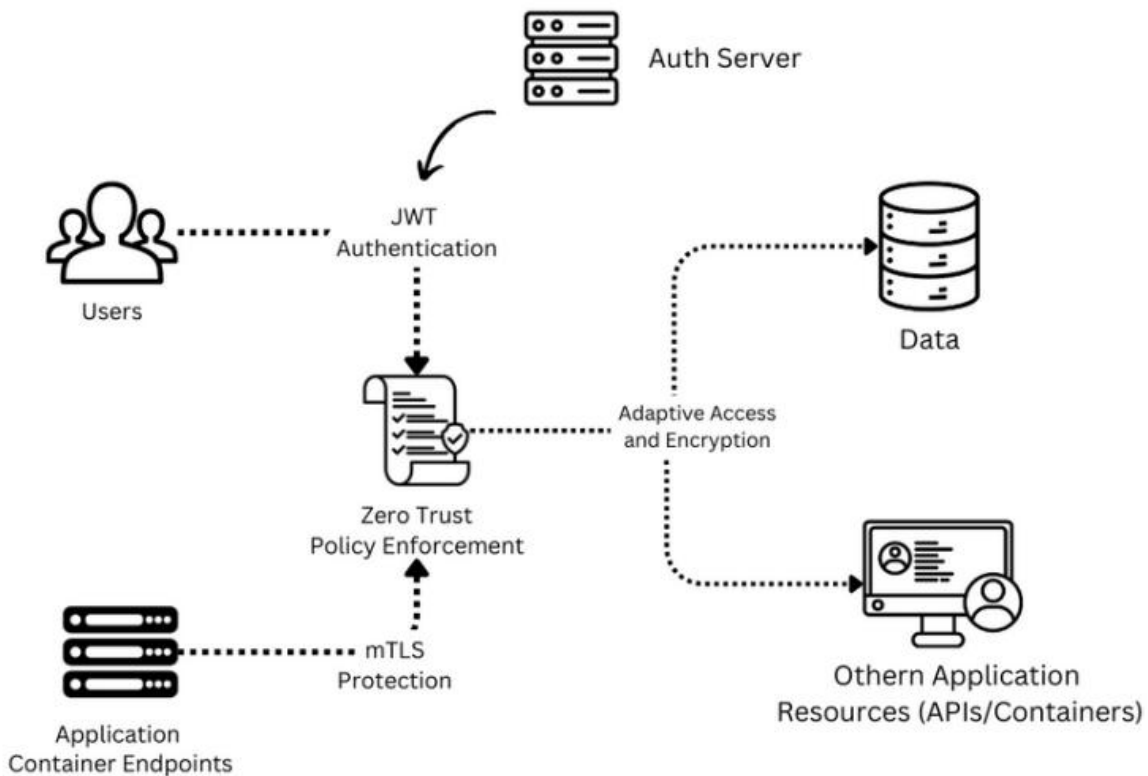 Auth Server
JWT
Authentication
Users
Data
Adaptive Access
and Encryption
Zero Trust
Policy Enforcement
mTLS
Protection
Othern Application
Resources (APIs/Containers)
Application
Container Endpoints